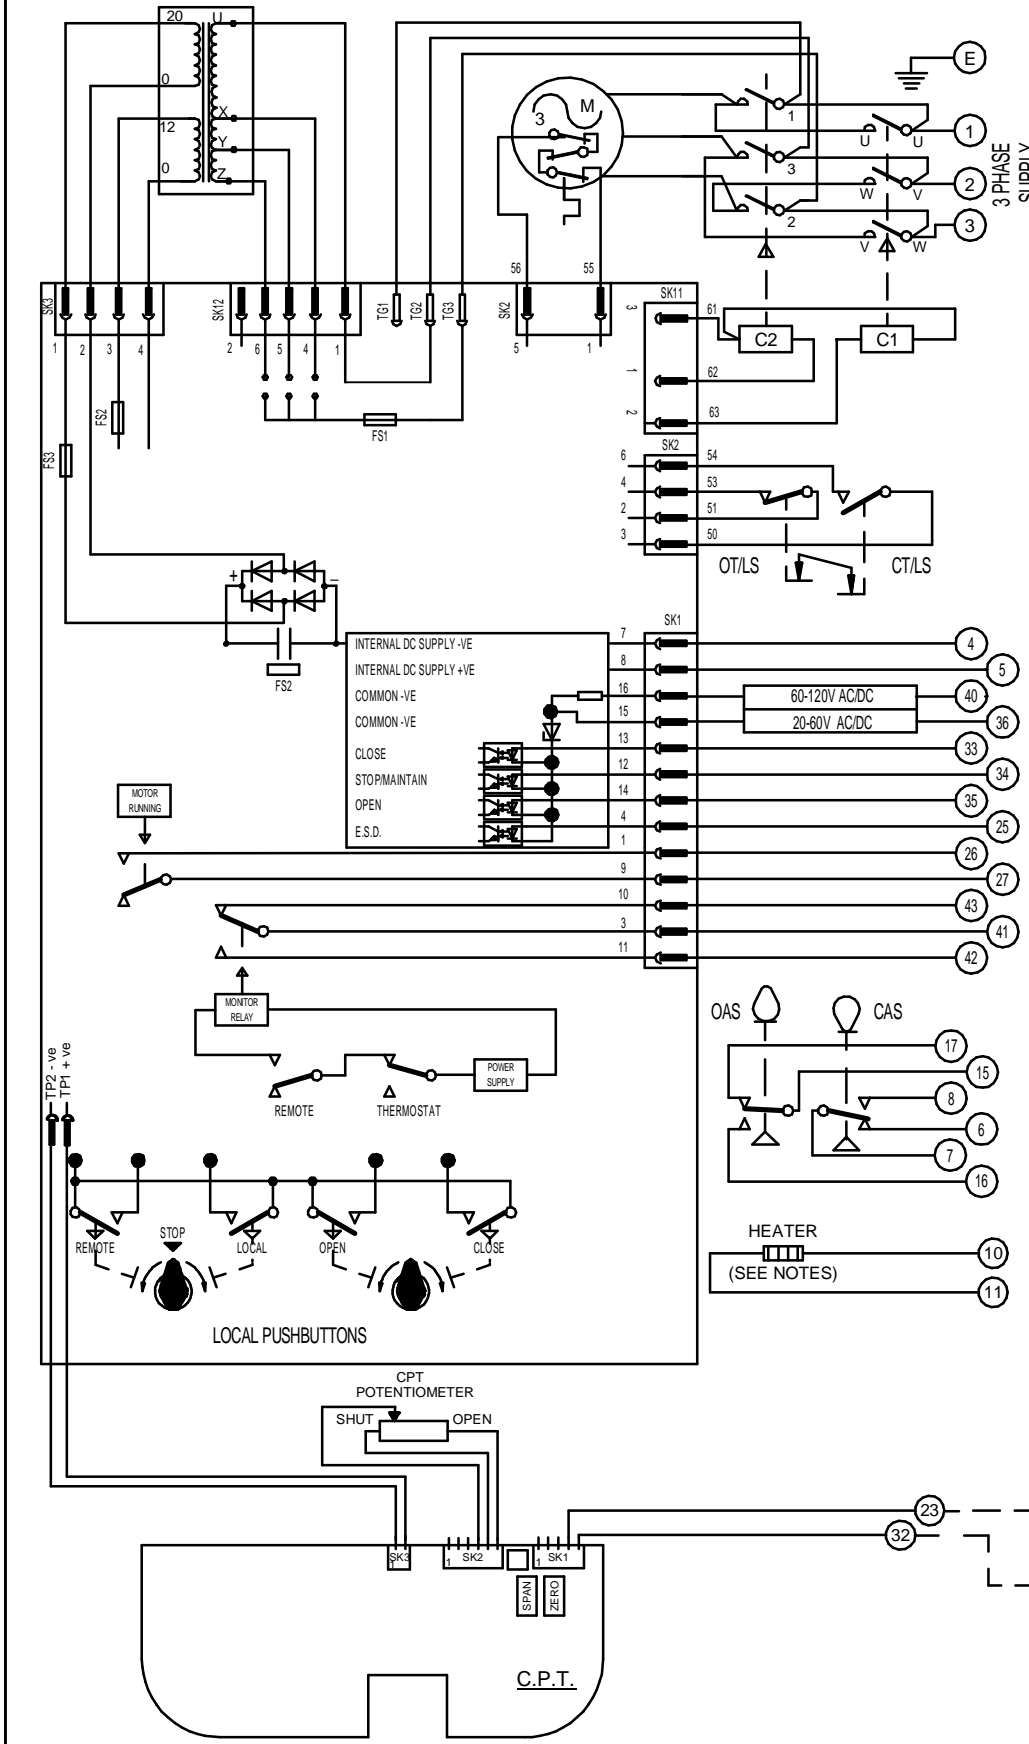 20
U
0
X
12
Y
0
Z
3
M
E
1
U
U
1
3 PHASE
SUPPLY
3
W
V
2
2
V
W
3
56
55
SK3
SK12
TG1
TG2
TG3
SK2
SK11
1
2
3
4
2
6
5
4
1
5
1
3
61
C2
C1
1
62
2
63
FS2
FS1
FS3
SK2
6
54
4
53
2
51
3
50
OT/LS
CT/LS
+
–
FS2
SK1
INTERNAL DC SUPPLY -VE
7
4
INTERNAL DC SUPPLY +VE
8
5
COMMON -VE
16
60-120V AC/DC
40
COMMON -VE
15
20-60V AC/DC
36
CLOSE
13
33
STOP/MAINTAIN
12
34
OPEN
14
35
E.S.D.
4
25
MOTOR
RUNNING
1
26
9
27
10
43
3
41
11
42
MONITOR
RELAY
REMOTE
THERMOSTAT
POWER
SUPPLY
OAS
CAS
17
15
8
6
7
16
TP2 - ve
TP1 + ve
REMOTE
STOP
LOCAL
OPEN
CLOSE
LOCAL PUSHBUTTONS
HEATER
(SEE NOTES)
10
11
CPT
POTENTIOMETER
SHUT
OPEN
23
32
SK3
1
SK2
1
SK1
1
SPAN
ZERO
C.P.T.